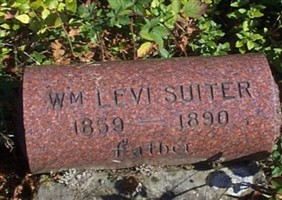 WM LEVI SUITER
1859 — 1890
Father